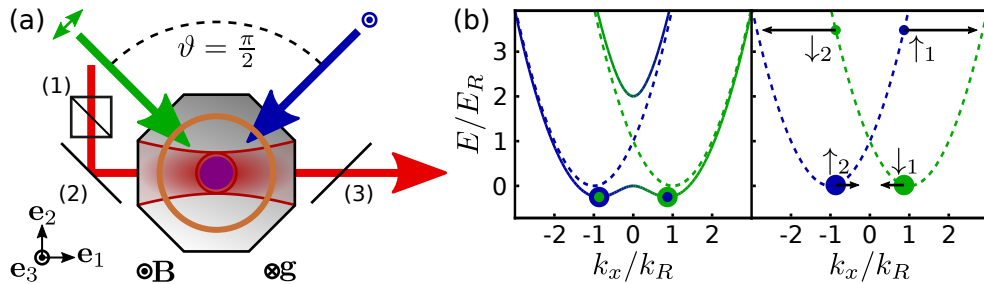 (a)
ϑ = π/2
(1)
(2)
(3)
e₂
e₃
e₁
B
g
(b)
E/E_R
3
2
1
0
-2 -1 0 1 2
k_x/k_R
↓₂
↑₁
↑₂
↓₁
-2 -1 0 1 2
k_x/k_R